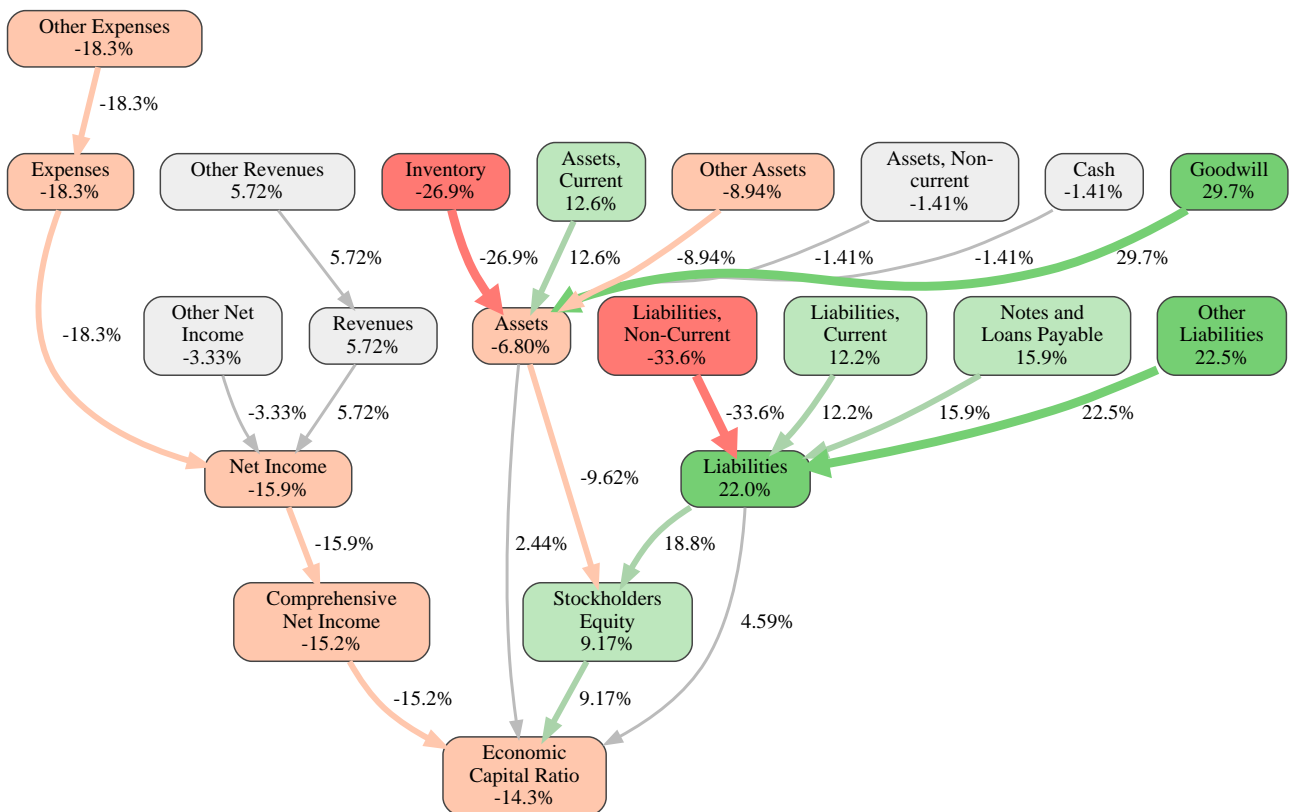 Other Expenses
-18.3%
-18.3%
Expenses
-18.3%
Other Revenues
5.72%
Inventory
-26.9%
Assets,
Current
12.6%
Other Assets
-8.94%
Assets, Non-
current
-1.41%
Cash
-1.41%
Goodwill
29.7%
5.72%
-26.9%
12.6%
-8.94%
-1.41%
-1.41%
29.7%
-18.3%
Other Net
Income
-3.33%
Revenues
5.72%
Assets
-6.80%
Liabilities,
Non-Current
-33.6%
Liabilities,
Current
12.2%
Notes and
Loans Payable
15.9%
Other
Liabilities
22.5%
-3.33%
5.72%
-33.6%
12.2%
15.9%
22.5%
Net Income
-15.9%
-9.62%
Liabilities
22.0%
-15.9%
2.44%
18.8%
Comprehensive
Net Income
-15.2%
Stockholders
Equity
9.17%
4.59%
-15.2%
9.17%
Economic
Capital Ratio
-14.3%